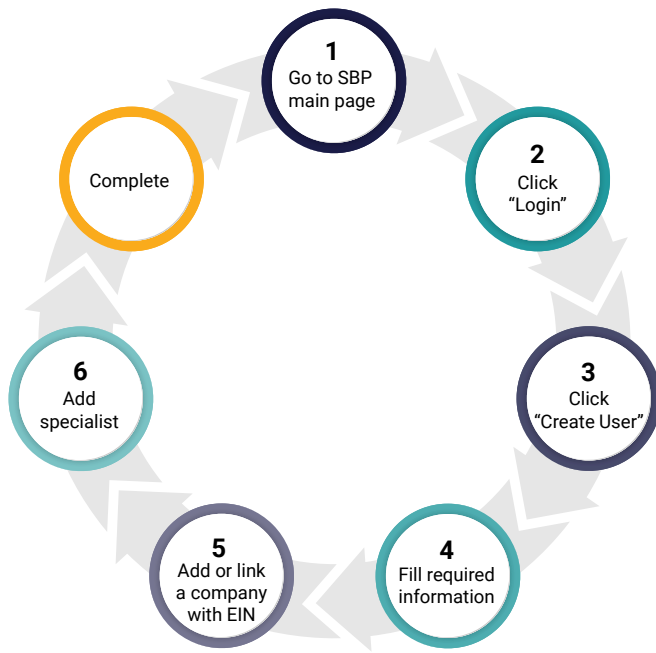 1
Go to SBP
main page
2
Click
“Login”
3
Click
“Create User”
4
Fill required
information
5
Add or link
a company
with EIN
6
Add
specialist
Complete